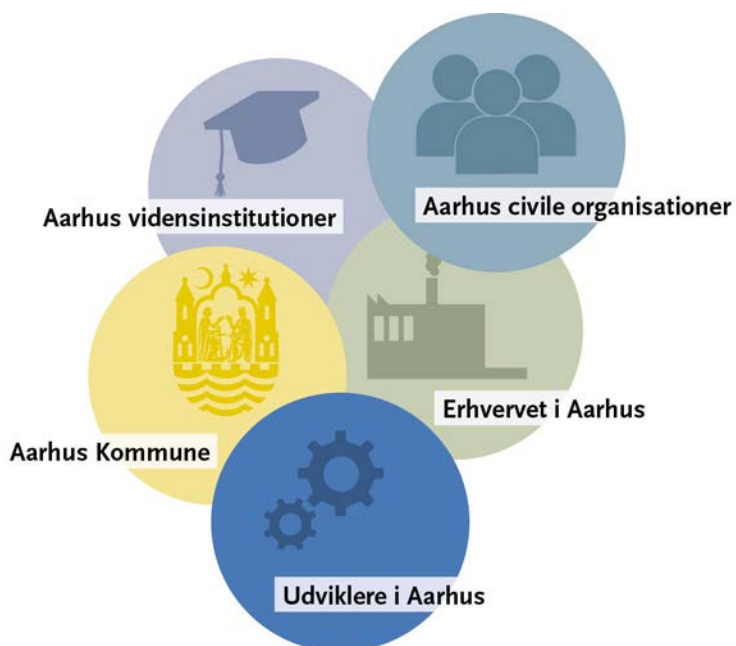 Aarhus civile organisationer
Aarhus vidensinstitutioner
Erhvervet i Aarhus
Aarhus Kommune
Udviklere i Aarhus